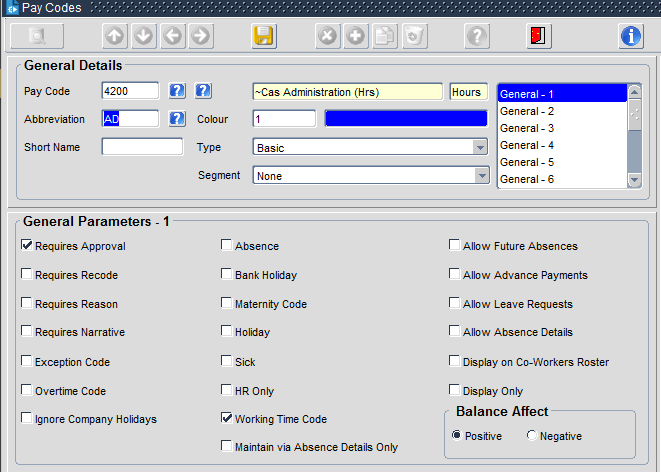 Pay Codes
General Details
Pay Code 4200 ? ? ~Cas Administration (Hrs) Hours
Abbreviation AD ? Colour 1
Short Name Type Basic
Segment None
General - 1
General - 2
General - 3
General - 4
General - 5
General - 6
General Parameters - 1
Requires Approval Absence Allow Future Absences
Requires Recode Bank Holiday Allow Advance Payments
Requires Reason Maternity Code Allow Leave Requests
Requires Narrative Holiday Allow Absence Details
Exception Code Sick Display on Co-Workers Roster
Overtime Code HR Only Display Only
Ignore Company Holidays Working Time Code
Maintain via Absence Details Only
Balance Affect
Positive Negative